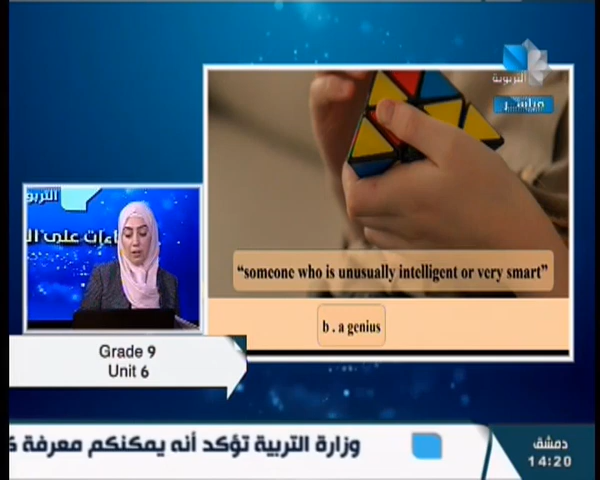 التربوية
مباشر
"someone who is unusually intelligent or very smart"
b . a genius
Grade 9
Unit 6
وزارة التربية تؤكد أنه يمكنكم معرفة
دمشق
14:20